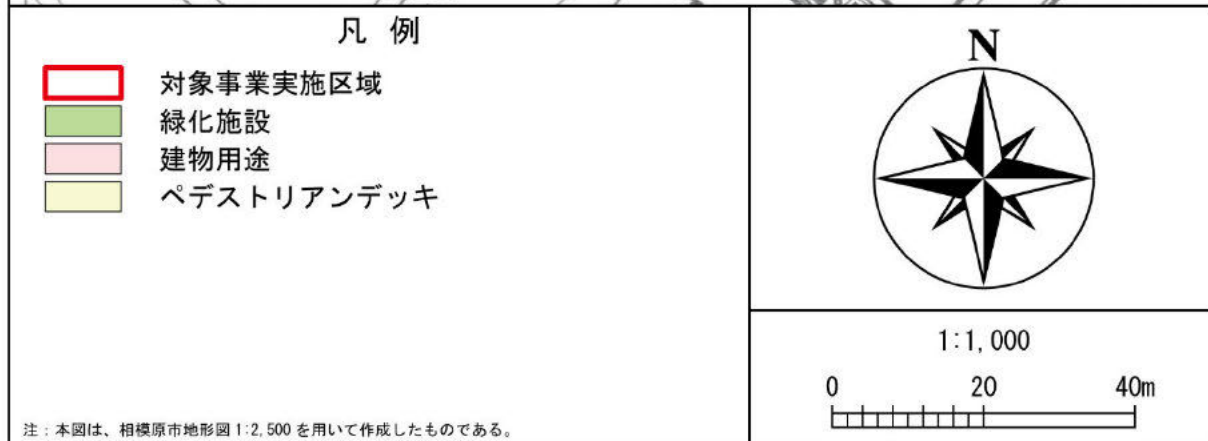 凡 例
対象事業実施区域
緑化施設
建物用途
ペデストリアンデッキ
注：本図は、相模原市地形図 1:2,500 を用いて作成したものである。
N
1:1,000
0 20 40m